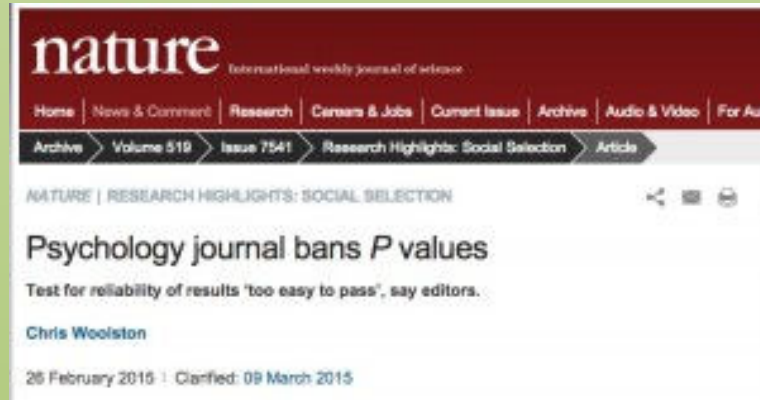 nature International weekly journal of science
Home | News & Comment | Research | Careers & Jobs | Current Issue | Archive | Audio & Video | For Au
Archive Volume 519 Issue 7541 Research Highlights: Social Selection Article
NATURE | RESEARCH HIGHLIGHTS: SOCIAL SELECTION
Psychology journal bans P values
Test for reliability of results 'too easy to pass', say editors.
Chris Woolston
26 February 2015 | Clarified: 09 March 2015